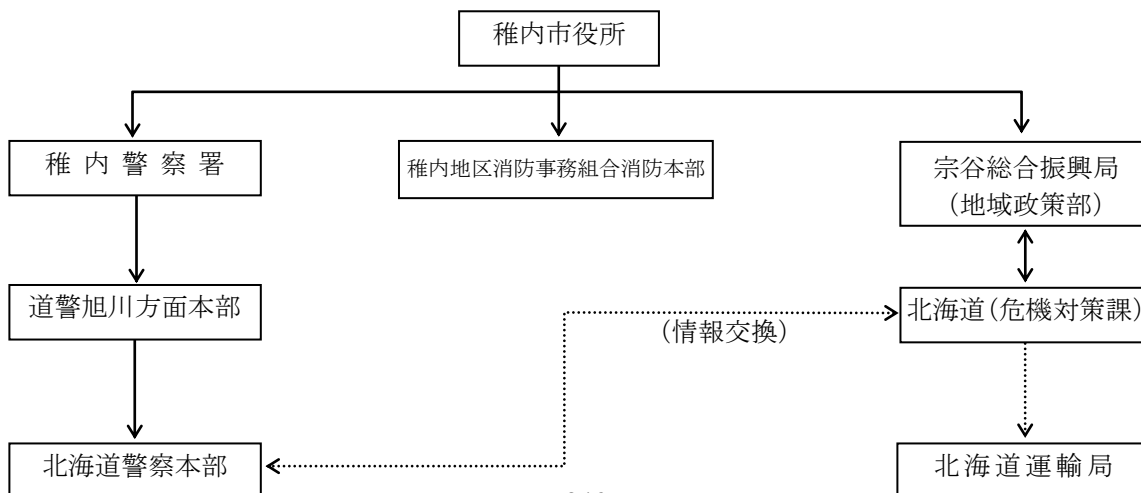 稚内市役所
稚内警察署
稚内地区消防事務組合消防本部
宗谷総合振興局
（地域政策部）
道警旭川方面本部
北海道（危機対策課）
（情報交換）
北海道警察本部
北海道運輸局